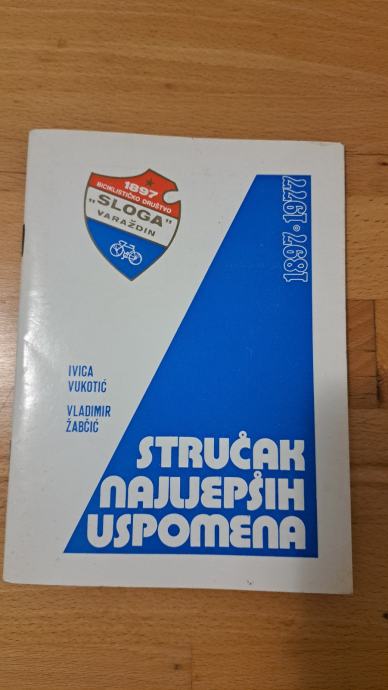 1897
BICIKLISTIČKO DRUŠTVO
"SLOGA"
VARAŽDIN
1897 • 1977
IVICA
VUKOTIĆ
VLADIMIR
ŽABČIĆ
STRUČAK
NAJLJEPŠIH
USPOMENA